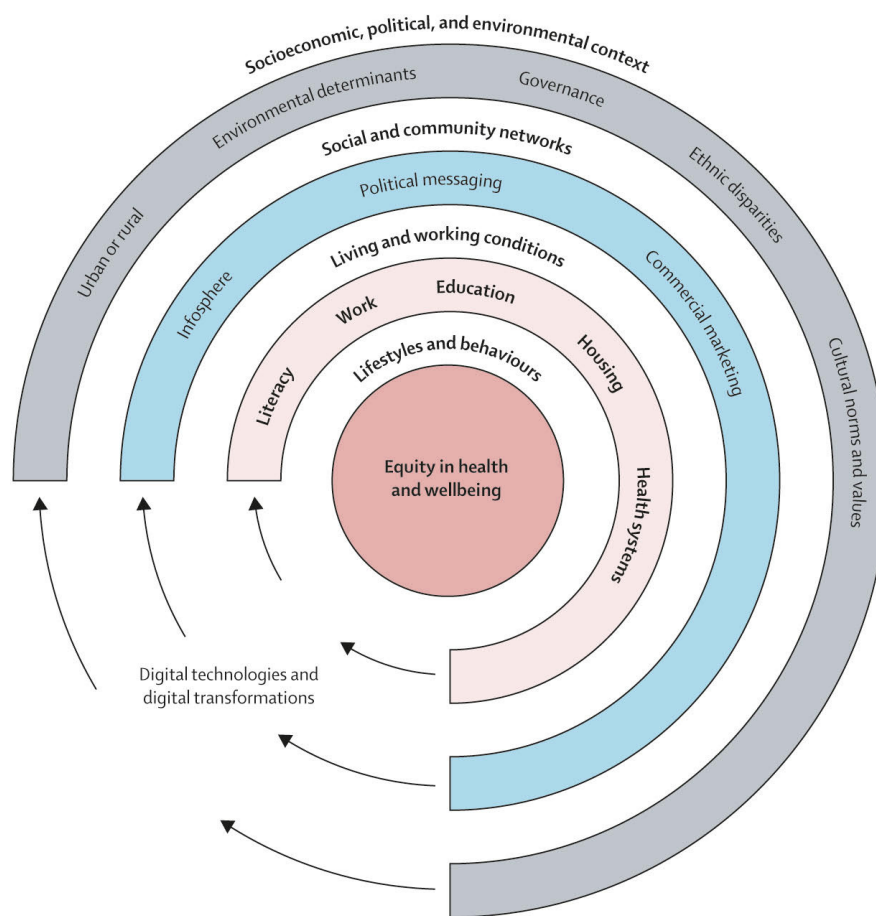 Socioeconomic, political, and environmental context
Urban or rural
Environmental determinants
Governance
Ethnic disparities
Cultural norms and values
Social and community networks
Infosphere
Political messaging
Commercial marketing
Living and working conditions
Literacy
Work
Education
Housing
Health systems
Lifestyles and behaviours
Equity in health
and wellbeing
Digital technologies and
digital transformations